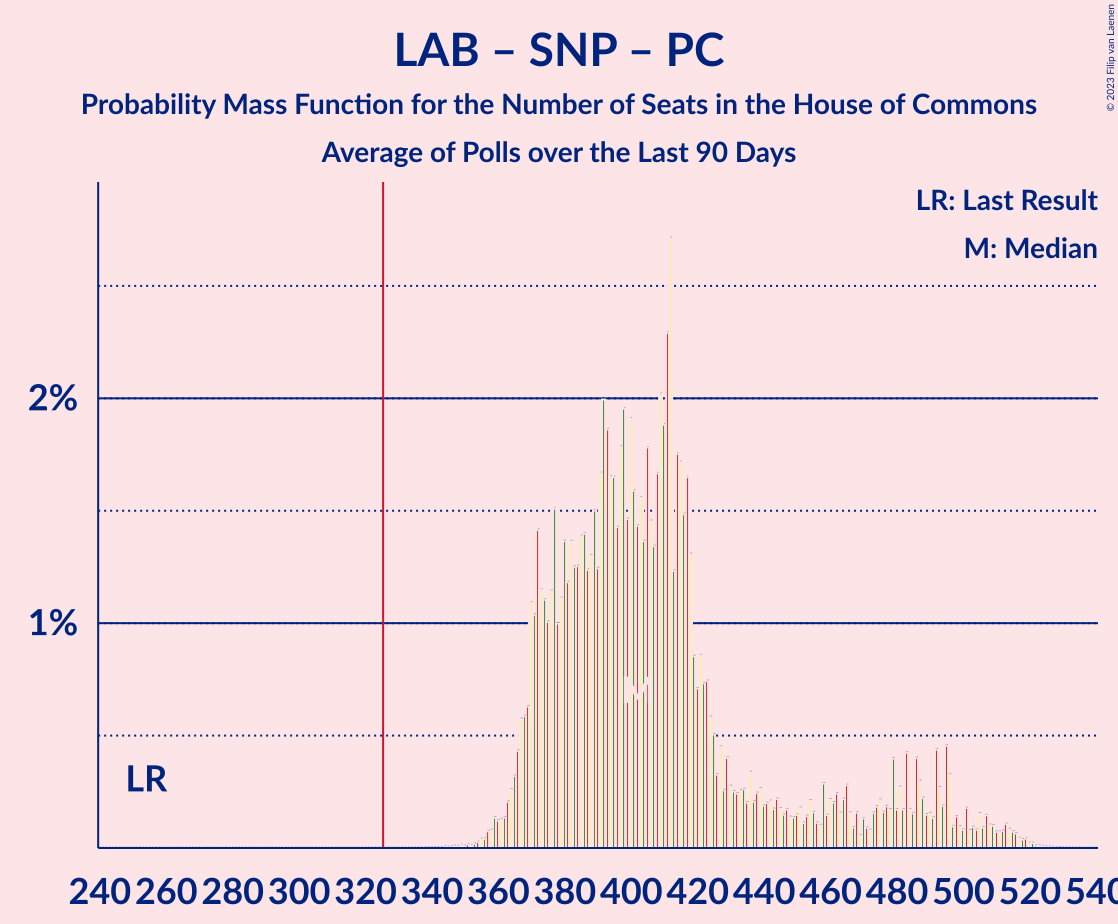 LAB – SNP – PC
Probability Mass Function for the Number of Seats in the House of Commons
Average of Polls over the Last 90 Days
© 2023 Filip van Laenen
LR: Last Result
M: Median
2%
1%
LR
M
240 260 280 300 320 340 360 380 400 420 440 460 480 500 520 540